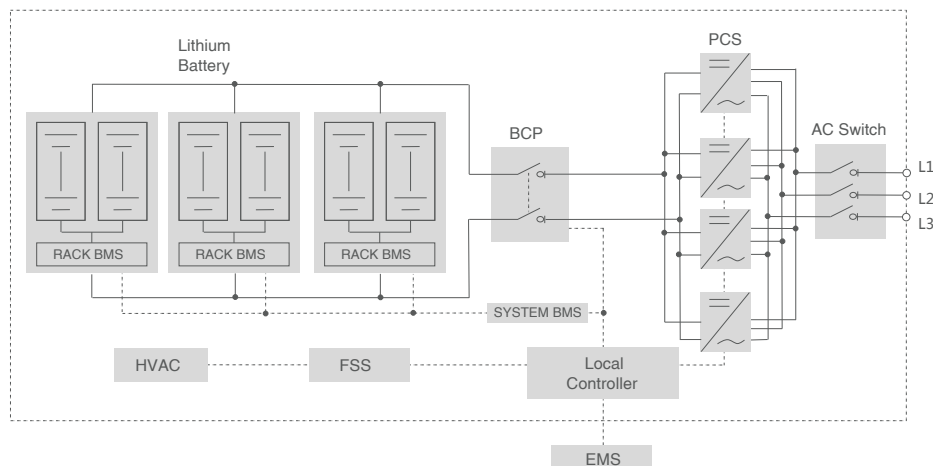 Lithium
Battery
PCS
BCP
AC Switch
L1
L2
L3
RACK BMS
RACK BMS
RACK BMS
SYSTEM BMS
HVAC
FSS
Local
Controller
EMS